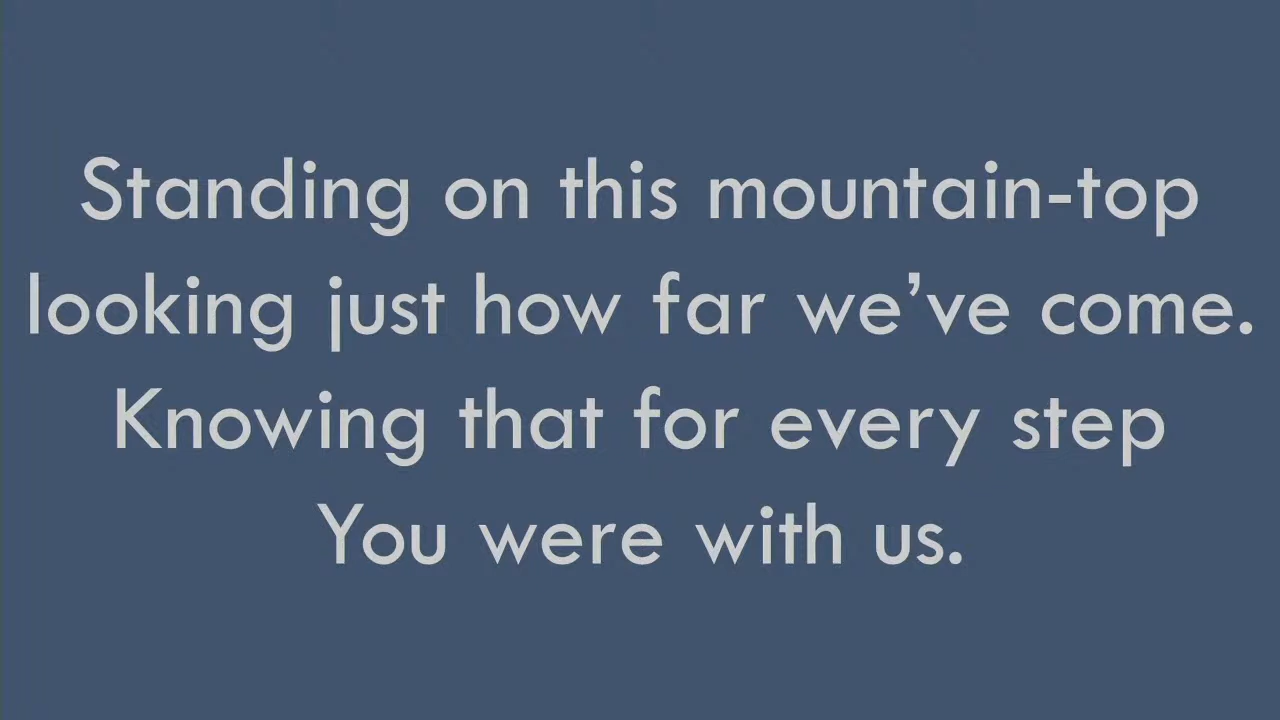 Standing on this mountain-top
looking just how far we’ve come.
Knowing that for every step
You were with us.